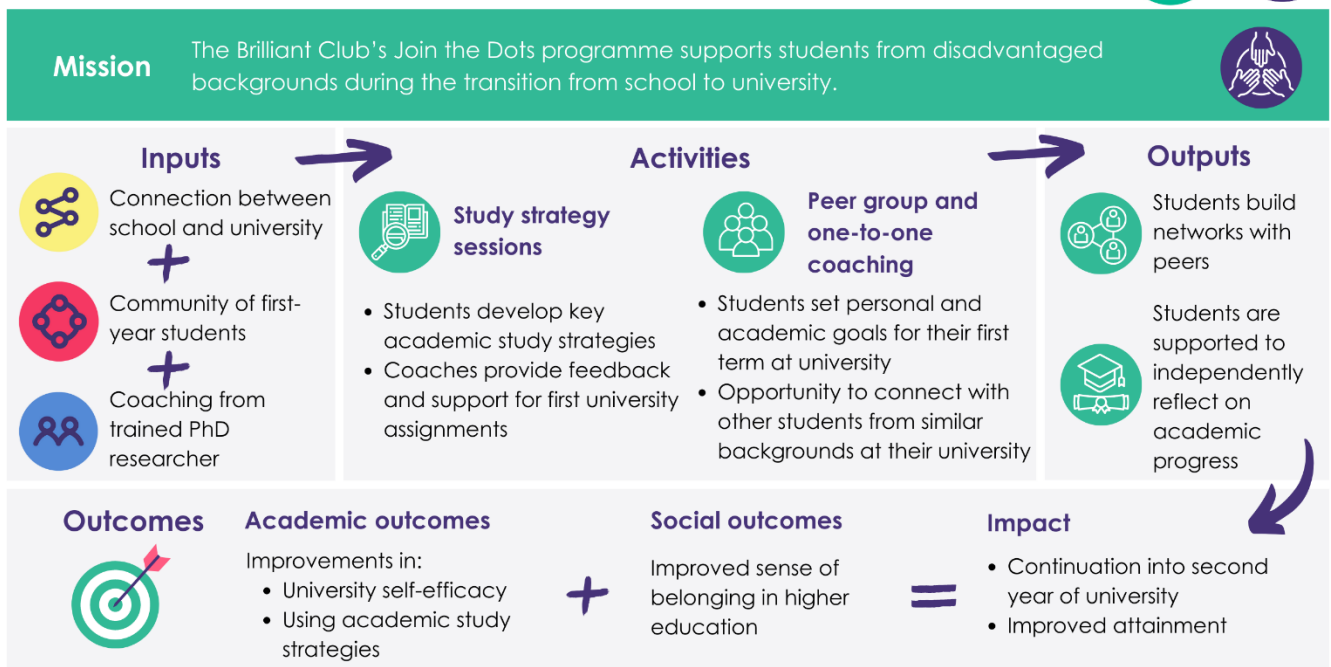 Mission
The Brilliant Club's Join the Dots programme supports students from disadvantaged
backgrounds during the transition from school to university.
Inputs
Connection between
school and university
+
Community of first-
year students
+
Coaching from
trained PhD
researcher
Activities
Study strategy
sessions
• Students develop key
academic study strategies
• Coaches provide feedback
and support for first university
assignments
Peer group and
one-to-one
coaching
• Students set personal and
academic goals for their first
term at university
• Opportunity to connect with
other students from similar
backgrounds at their university
Outputs
Students build
networks with
peers
Students are
supported to
independently
reflect on
academic
progress
Outcomes
Academic outcomes
Improvements in:
• University self-efficacy
• Using academic study
strategies
+
Social outcomes
Improved sense of
belonging in higher
education
=
Impact
• Continuation into second
year of university
• Improved attainment